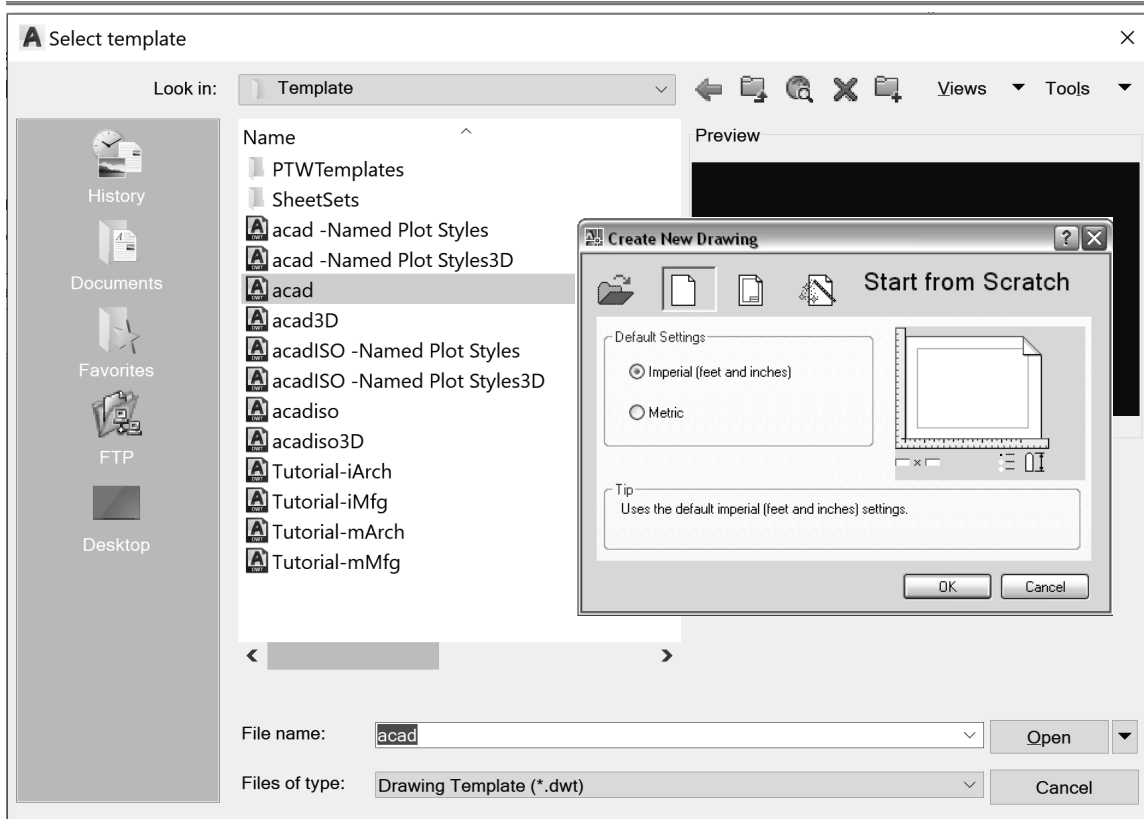 Select template
Look in: Template Views Tools
History
Documents
Favorites
FTP
Desktop
Name
PTWTemplates
SheetSets
acad -Named Plot Styles
acad -Named Plot Styles3D
acad
acad3D
acadISO -Named Plot Styles
acadISO -Named Plot Styles3D
acadiso
acadiso3D
Tutorial-iArch
Tutorial-iMfg
Tutorial-mArch
Tutorial-mMfg
Preview
Create New Drawing
Start from Scratch
Default Settings
Imperial (feet and inches)
Metric
Tip
Uses the default imperial (feet and inches) settings.
OK Cancel
File name: acad Open
Files of type: Drawing Template (*.dwt) Cancel